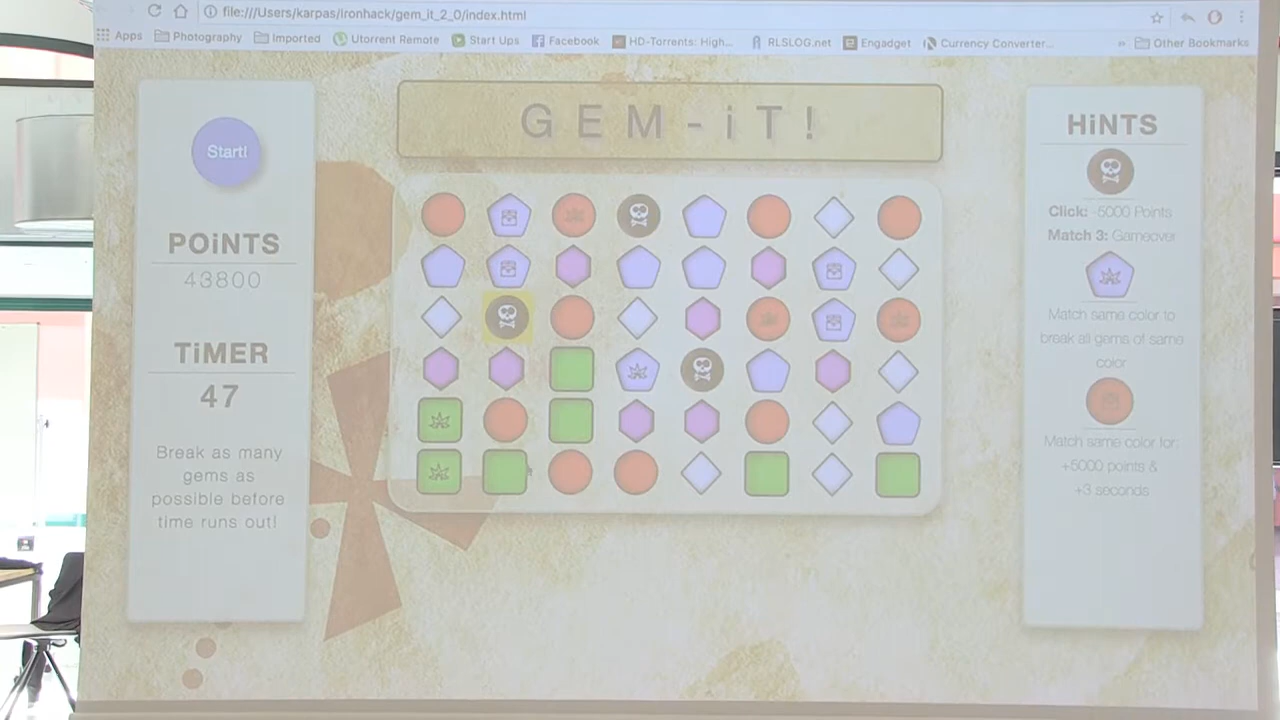 file:///Users/karpas/ironhack/gem_it_2_0/index.html
Apps Photography Imported Utorrent Remote Start Ups Facebook HD-Torrents: High... RLSLOG.net Engadget Currency Converter... » Other Bookmarks
Start!
POiNTS
43800
TiMER
47
Break as many
gems as
possible before
time runs out!
GEM-iT!
HiNTS
Click: -5000 Points
Match 3: Gameover
Match same color to
break all gems of same
color
Match same color for:
+5000 points &
+3 seconds